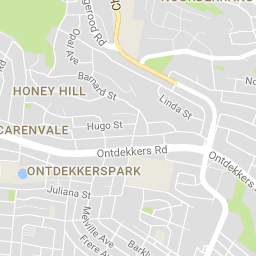 gerood Rd
Opal Ave
Barnard St
HONEY HILL
Linda St
CARENVALE
Hugo St
Ontdekkers Rd
Ontdekkers
ONTDEKKERSPARK
Juliana St
Melville Ave
Frere Ave